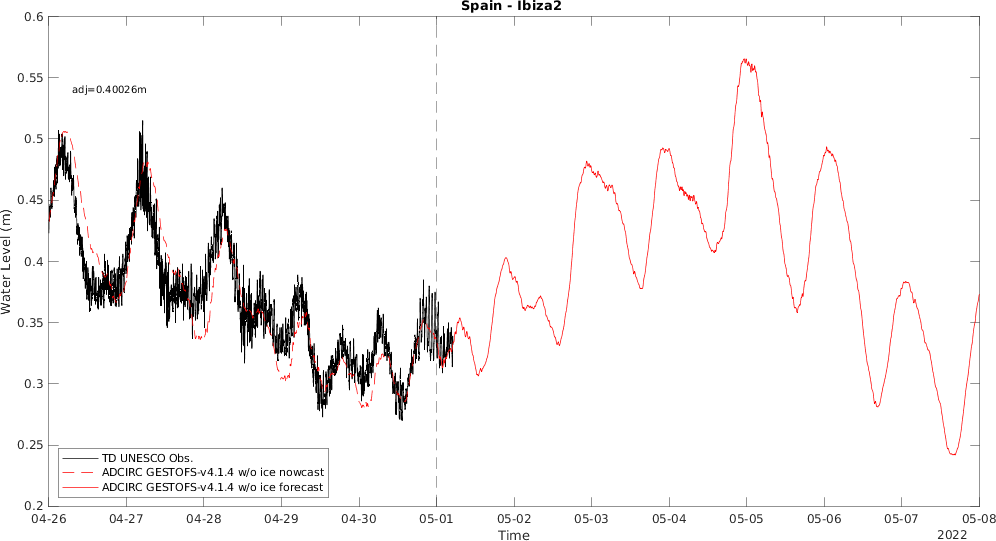 Spain - Ibiza2
0.6
0.55
0.5
0.45
0.4
0.35
0.3
0.25
0.2
Water Level (m)
adj=0.40026m
TD UNESCO Obs.
ADCIRC GESTOFS-v4.1.4 w/o ice nowcast
ADCIRC GESTOFS-v4.1.4 w/o ice forecast
04-26 04-27 04-28 04-29 04-30 05-01 05-02 05-03 05-04 05-05 05-06 05-07 05-08
Time
2022